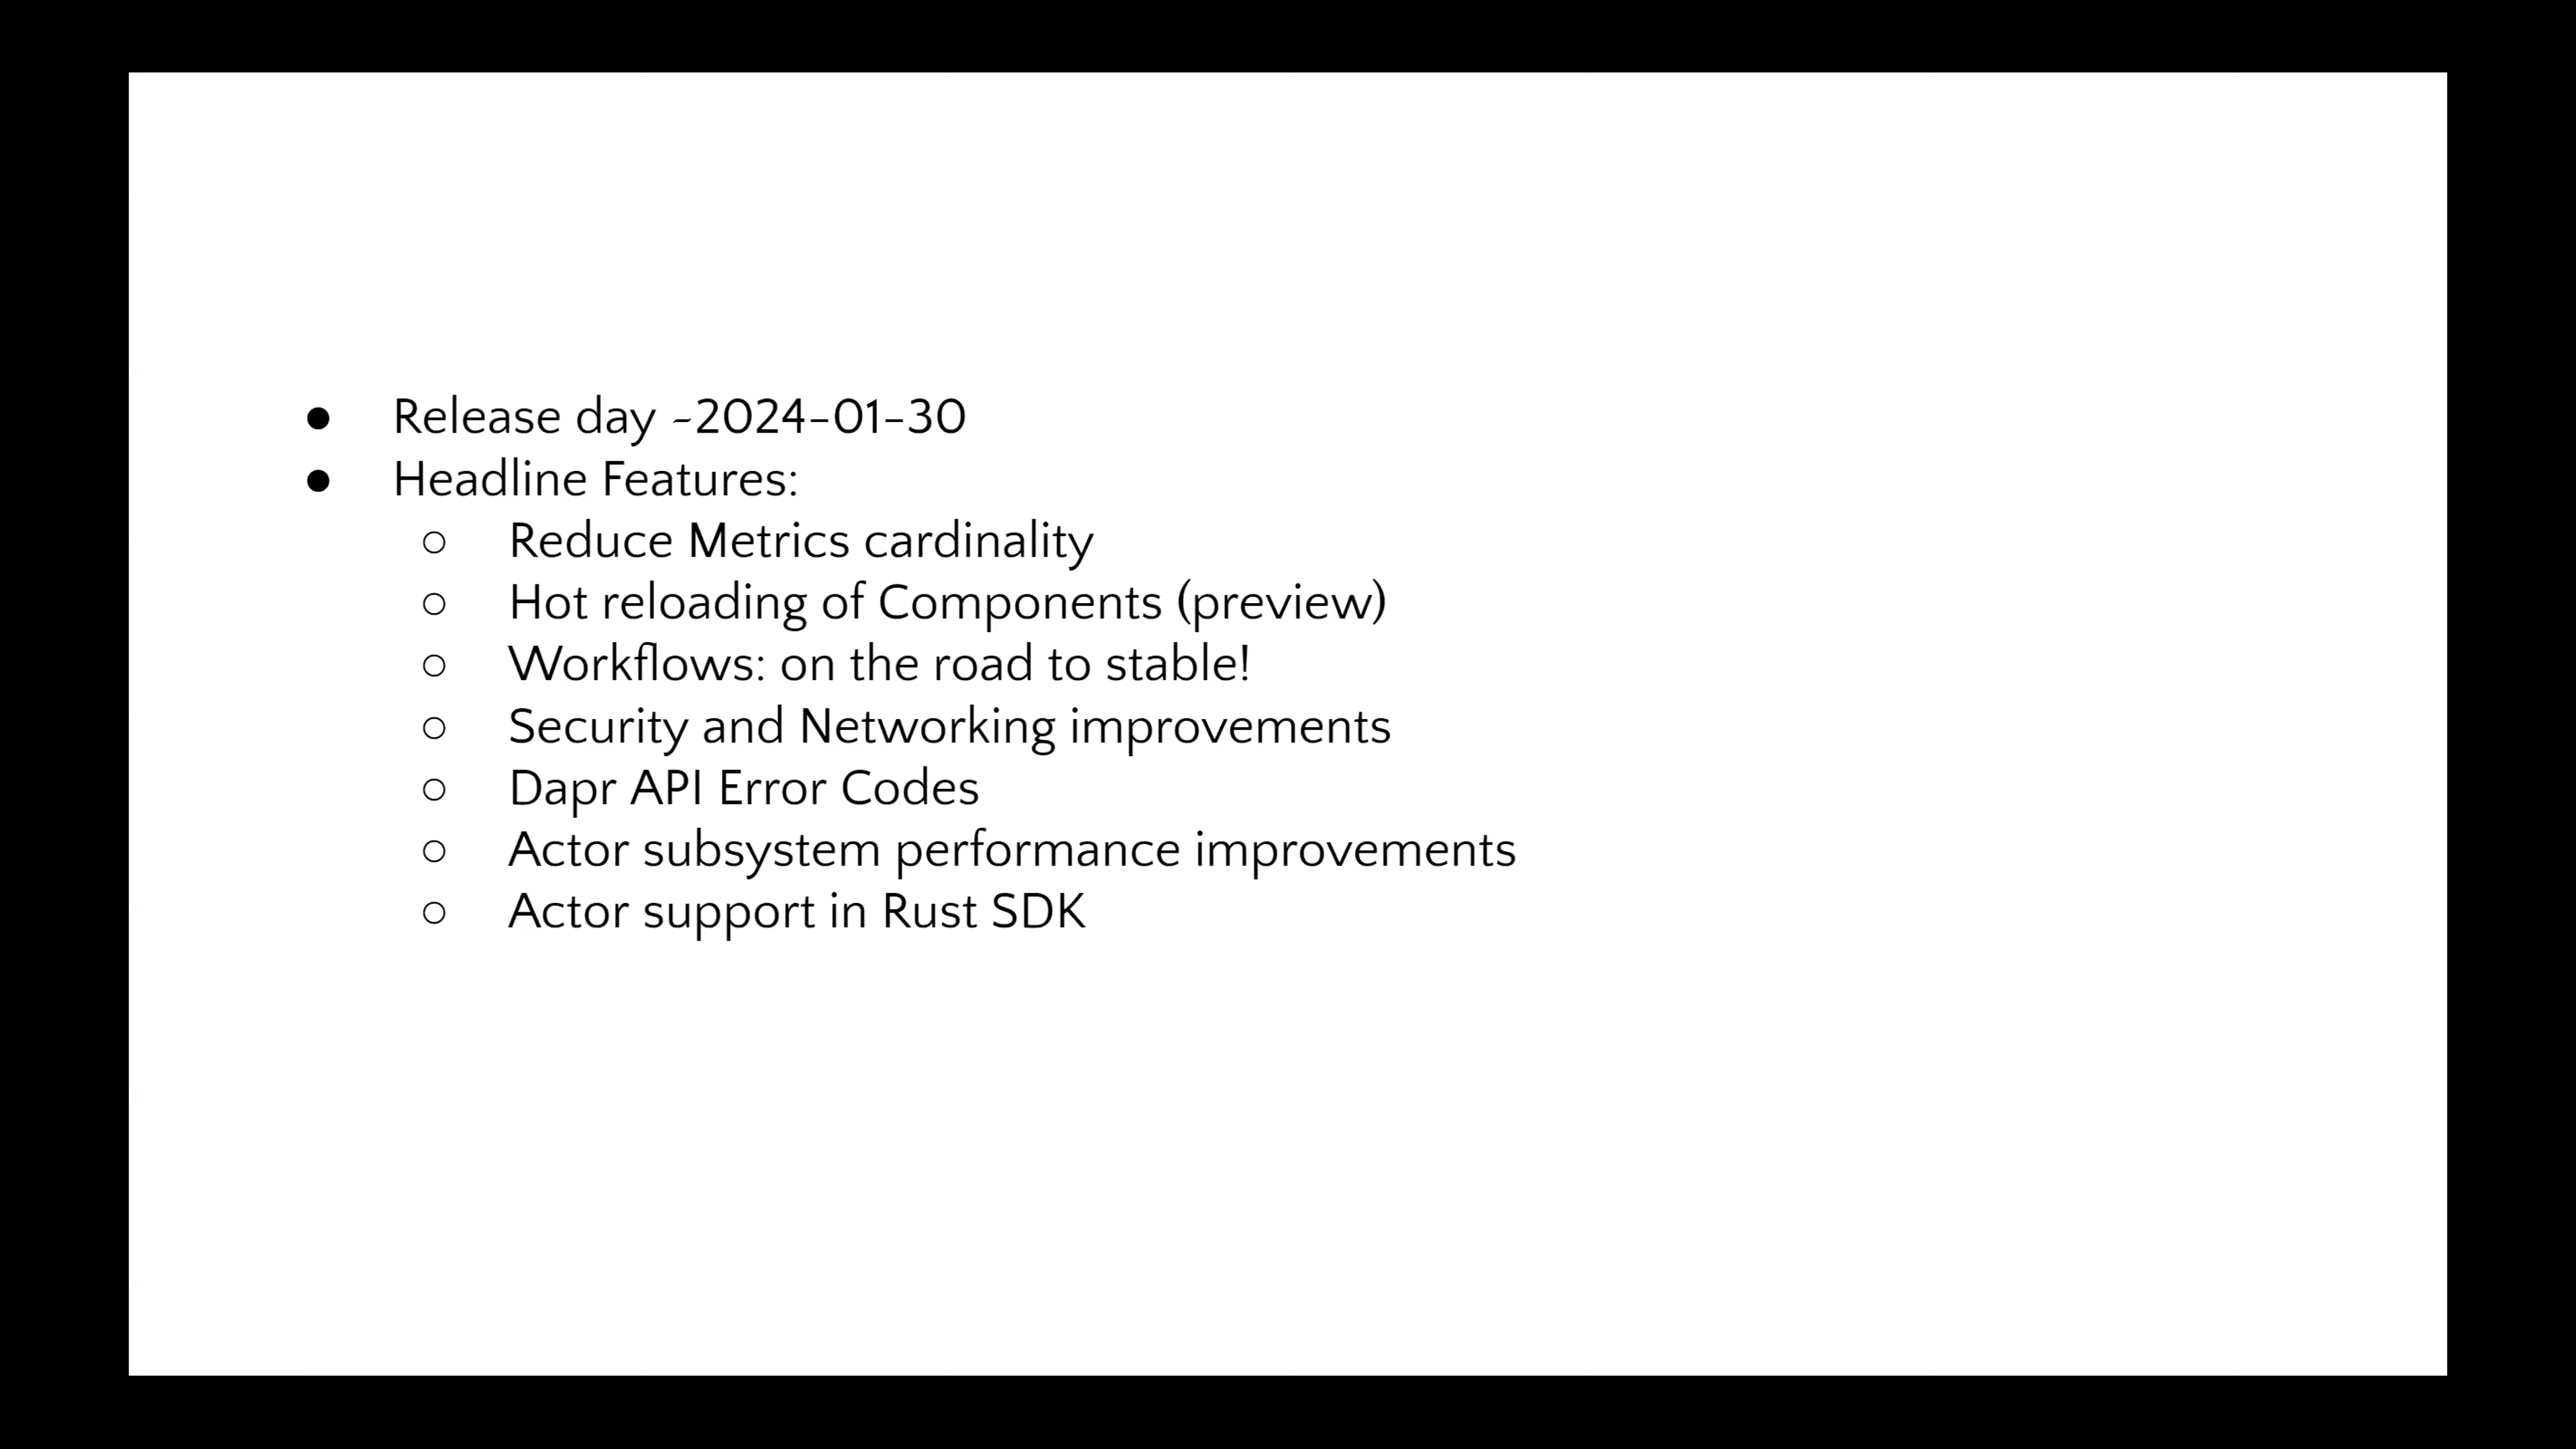 ● Release day ~2024-01-30
● Headline Features:
○ Reduce Metrics cardinality
○ Hot reloading of Components (preview)
○ Workflows: on the road to stable!
○ Security and Networking improvements
○ Dapr API Error Codes
○ Actor subsystem performance improvements
○ Actor support in Rust SDK